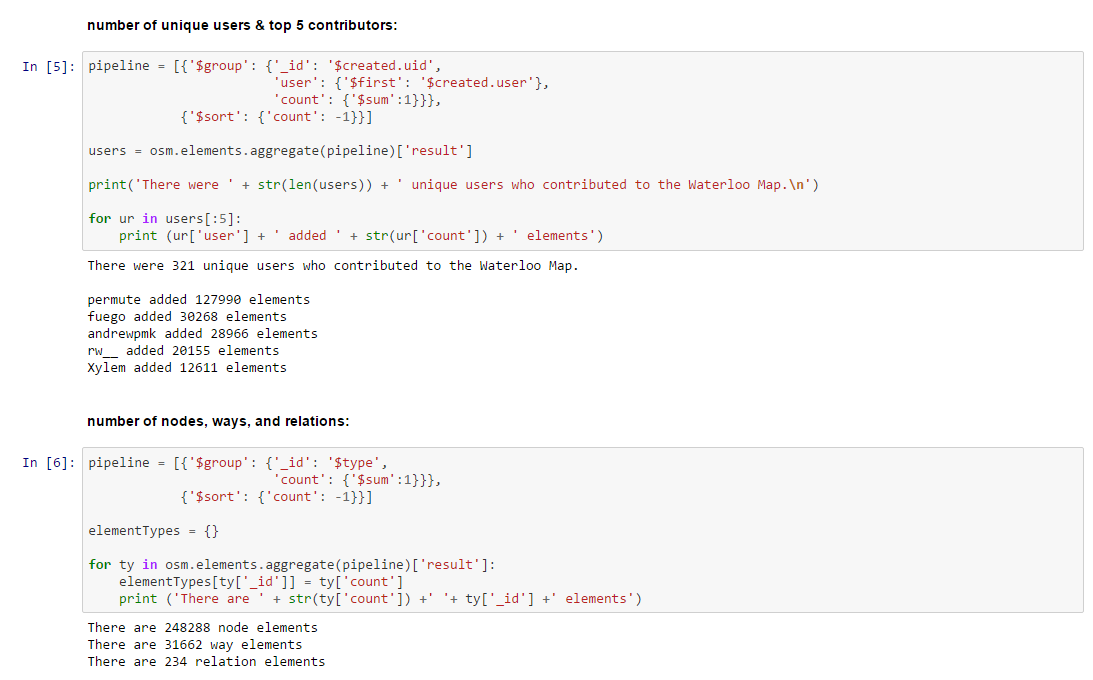 number of unique users & top 5 contributors:
In [5]: pipeline = [{'$group': {'_id': '$created.uid',
'user': {'$first': '$created.user'},
'count': {'$sum':1}}},
{'$sort': {'count': -1}}]
users = osm.elements.aggregate(pipeline)['result']
print('There were ' + str(len(users)) + ' unique users who contributed to the Waterloo Map.\n')
for ur in users[:5]:
print (ur['user'] + ' added ' + str(ur['count']) + ' elements')
There were 321 unique users who contributed to the Waterloo Map.
permute added 127990 elements
fuego added 30268 elements
andrewpmk added 28966 elements
rw__ added 20155 elements
Xylem added 12611 elements
number of nodes, ways, and relations:
In [6]: pipeline = [{'$group': {'_id': '$type',
'count': {'$sum':1}}},
{'$sort': {'count': -1}}]
elementTypes = {}
for ty in osm.elements.aggregate(pipeline)['result']:
elementTypes[ty['_id']] = ty['count']
print ('There are ' + str(ty['count']) +' '+ ty['_id'] +' elements')
There are 248288 node elements
There are 31662 way elements
There are 234 relation elements